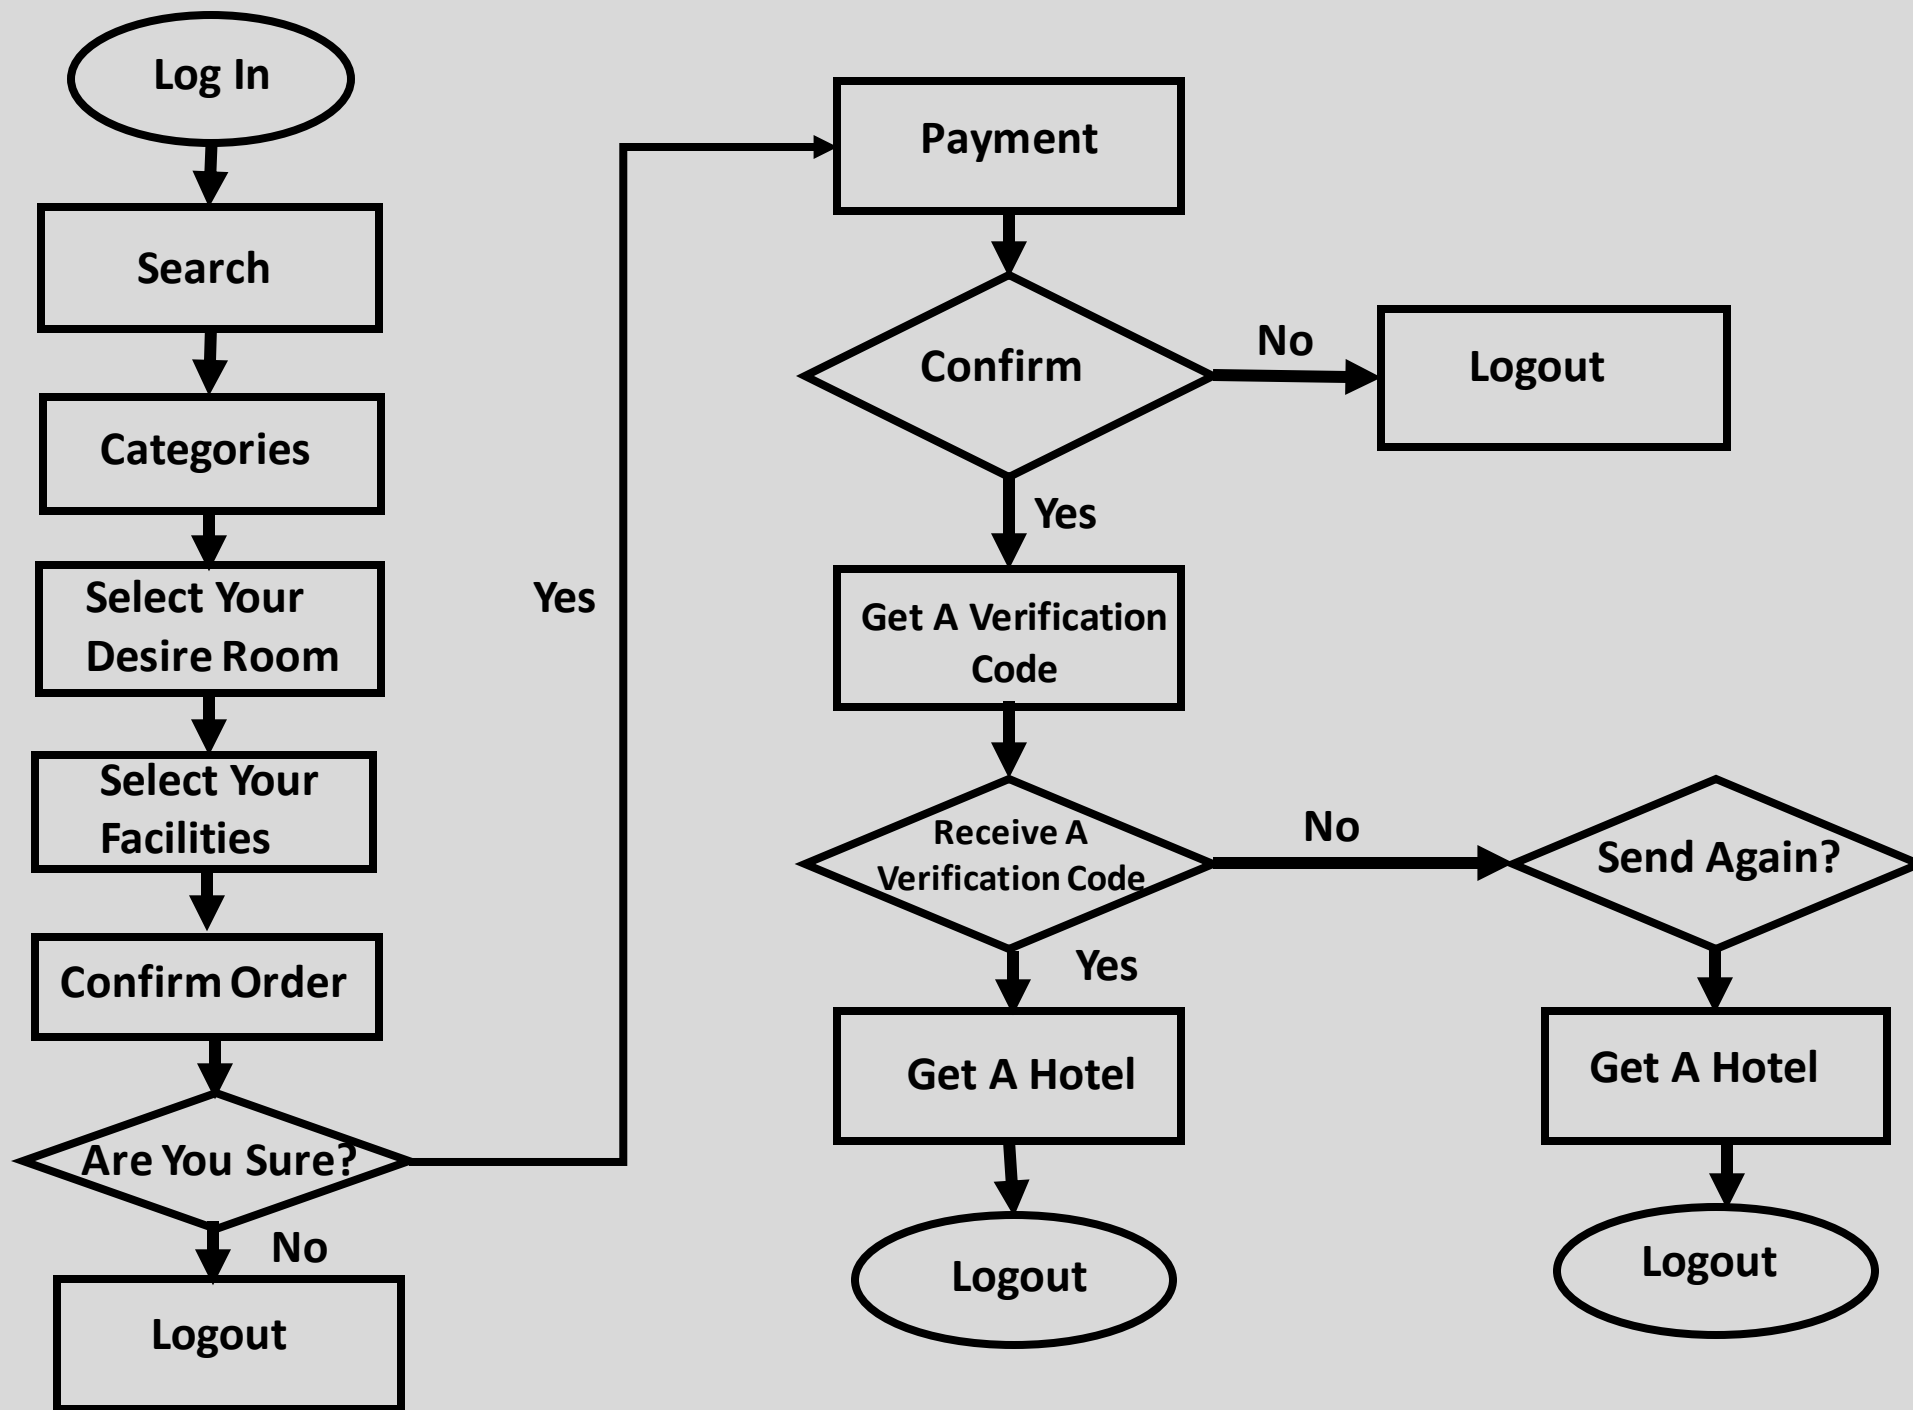 Log In
Search
Categories
Select Your
Desire Room
Select Your
Facilities
Confirm Order
Are You Sure?
No
Logout
Yes
Payment
Confirm
No
Logout
Yes
Get A Verification
Code
Receive A
Verification Code
No
Send Again?
Yes
Get A Hotel
Logout
Get A Hotel
Logout